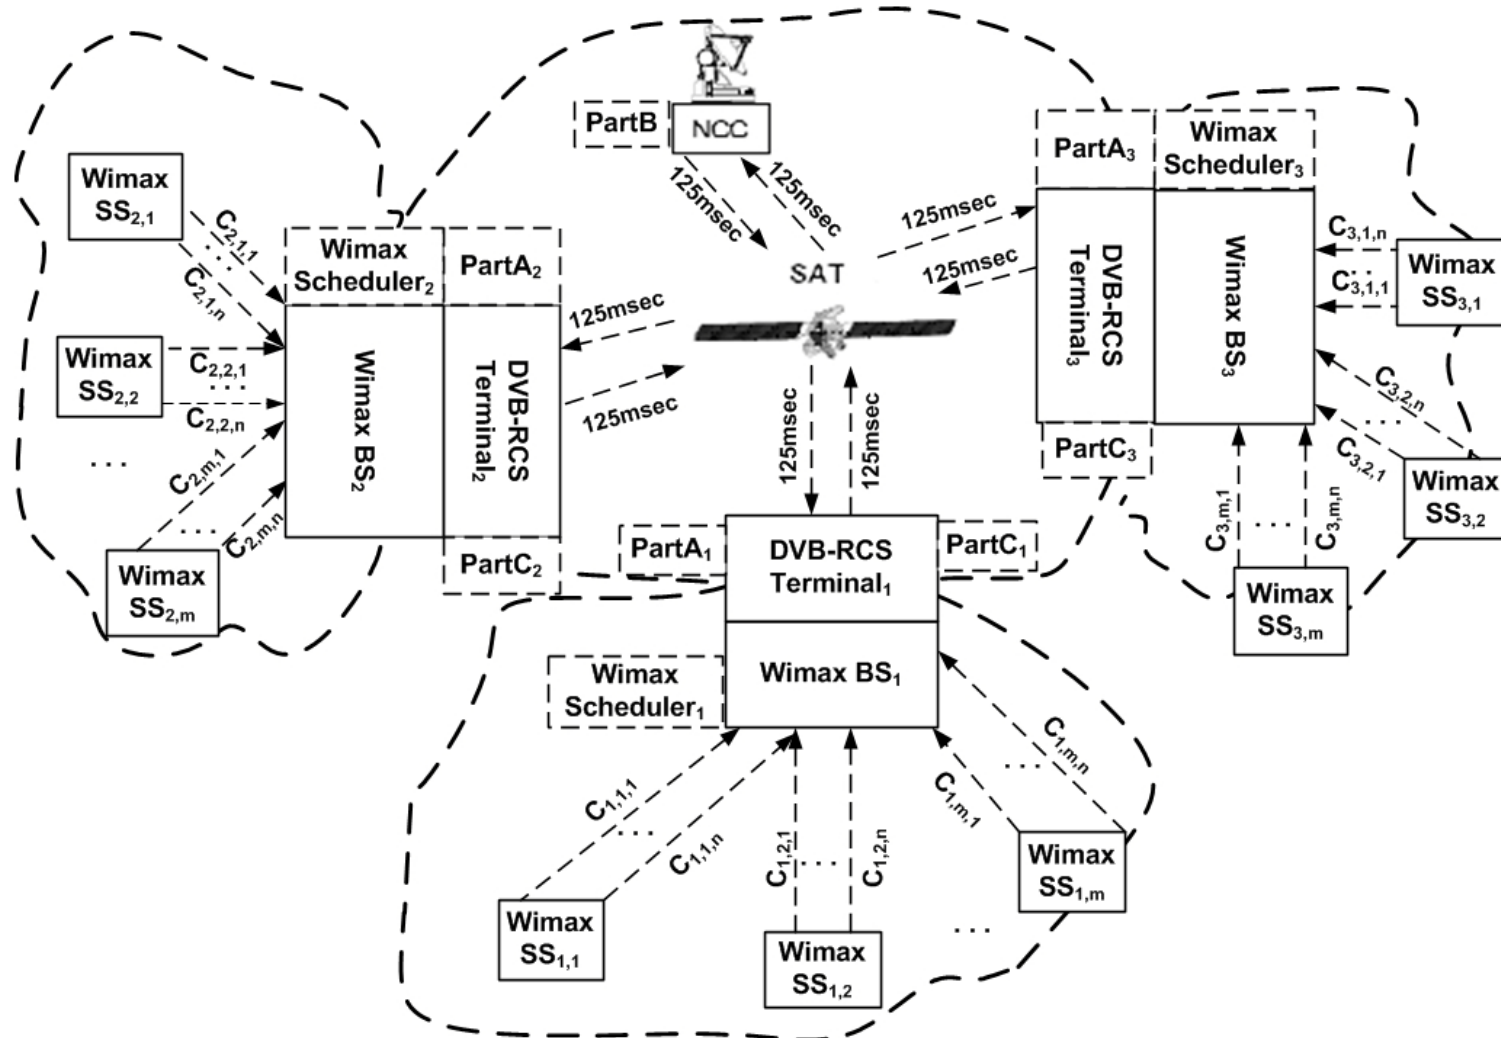 PartB
NCC
125msec
125msec
SAT
125msec
125msec
125msec
125msec
125msec
125msec
Wimax
SS2,1
C2,1,1
...
C2,1,n
Wimax
SS2,2
C2,2,1
...
C2,2,n
...
C2,m,1
...
C2,m,n
Wimax
SS2,m
Wimax
Scheduler2
PartA2
Wimax BS2
DVB-RCS
Terminal2
PartC2
PartA3
Wimax
Scheduler3
DVB-RCS
Terminal3
Wimax BS3
PartC3
C3,1,n
...
C3,1,1
Wimax
SS3,1
C3,2,n
...
C3,2,1
Wimax
SS3,2
C3,m,1
...
C3,m,n
Wimax
SS3,m
PartA1
DVB-RCS
Terminal1
PartC1
Wimax
Scheduler1
Wimax BS1
C1,1,1
...
C1,1,n
C1,2,1
...
C1,2,n
C1,m,1
...
C1,m,n
Wimax
SS1,1
Wimax
SS1,2
...
Wimax
SS1,m